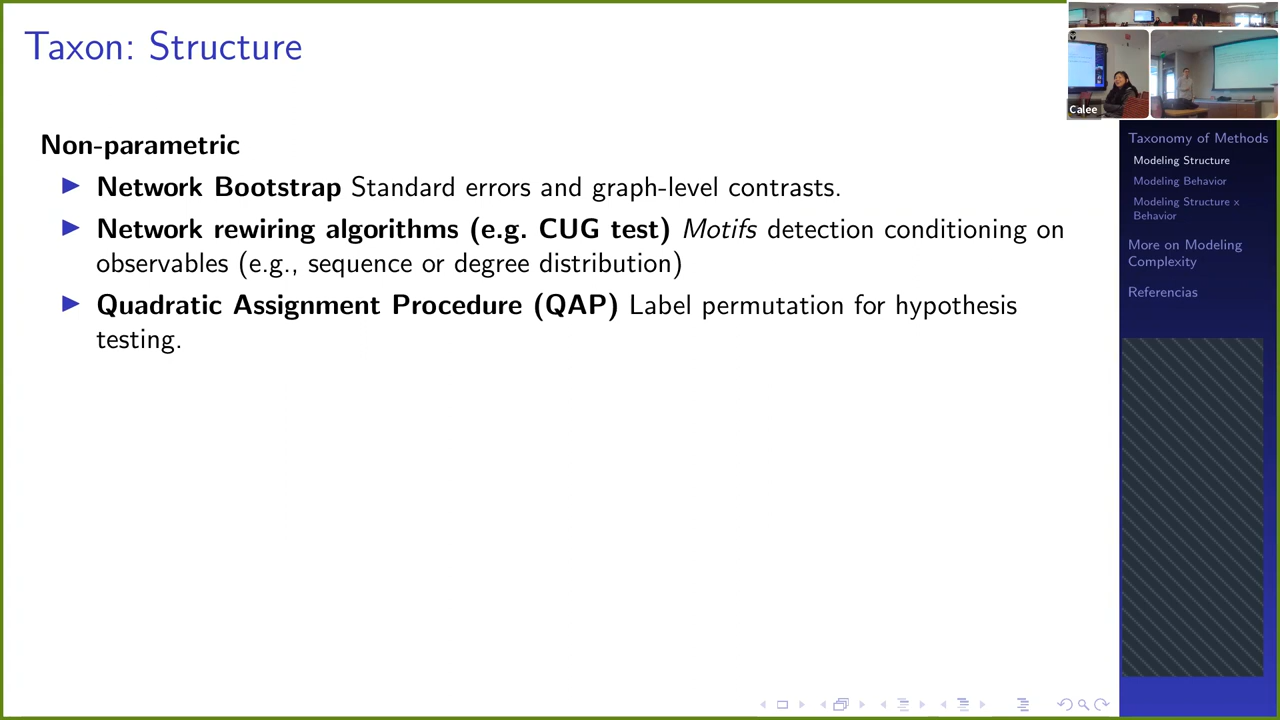 Taxon: Structure
Non-parametric
Network Bootstrap Standard errors and graph-level contrasts.
Network rewiring algorithms (e.g. CUG test) Motifs detection conditioning on
observables (e.g., sequence or degree distribution)
Quadratic Assignment Procedure (QAP) Label permutation for hypothesis
testing.
Calee
Taxonomy of Methods
Modeling Structure
Modeling Behavior
Modeling Structure x
Behavior
More on Modeling
Complexity
Referencias